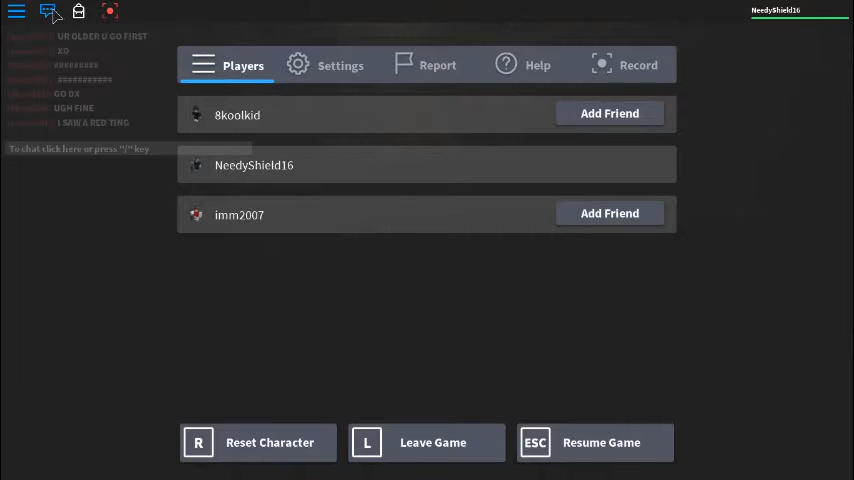 NeedyShield16
UR OLDER U GO FIRST
XD
#########
###########
GO DX
UGH FINE
I SAW A RED TING
To chat click here or press "/" key
Players
Settings
Report
Help
Record
8koolkid
Add Friend
NeedyShield16
imm2007
Add Friend
R Reset Character
L Leave Game
ESC Resume Game